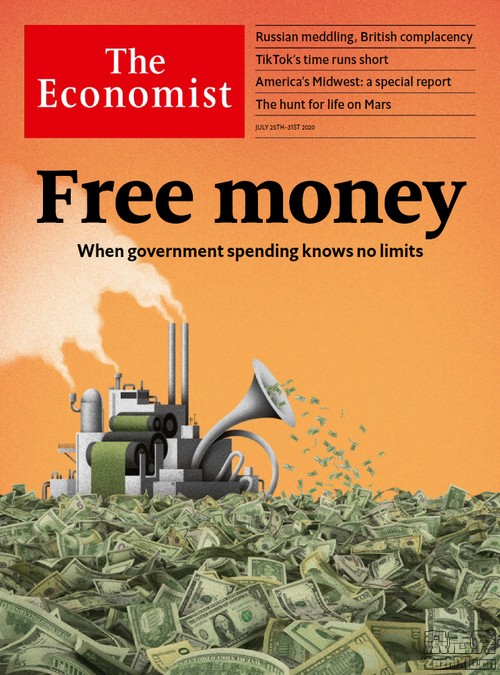 The
Economist
Russian meddling, British complacency
TikTok's time runs short
America's Midwest: a special report
The hunt for life on Mars
JULY 25TH–31ST 2020
Free money
When government spending knows no limits